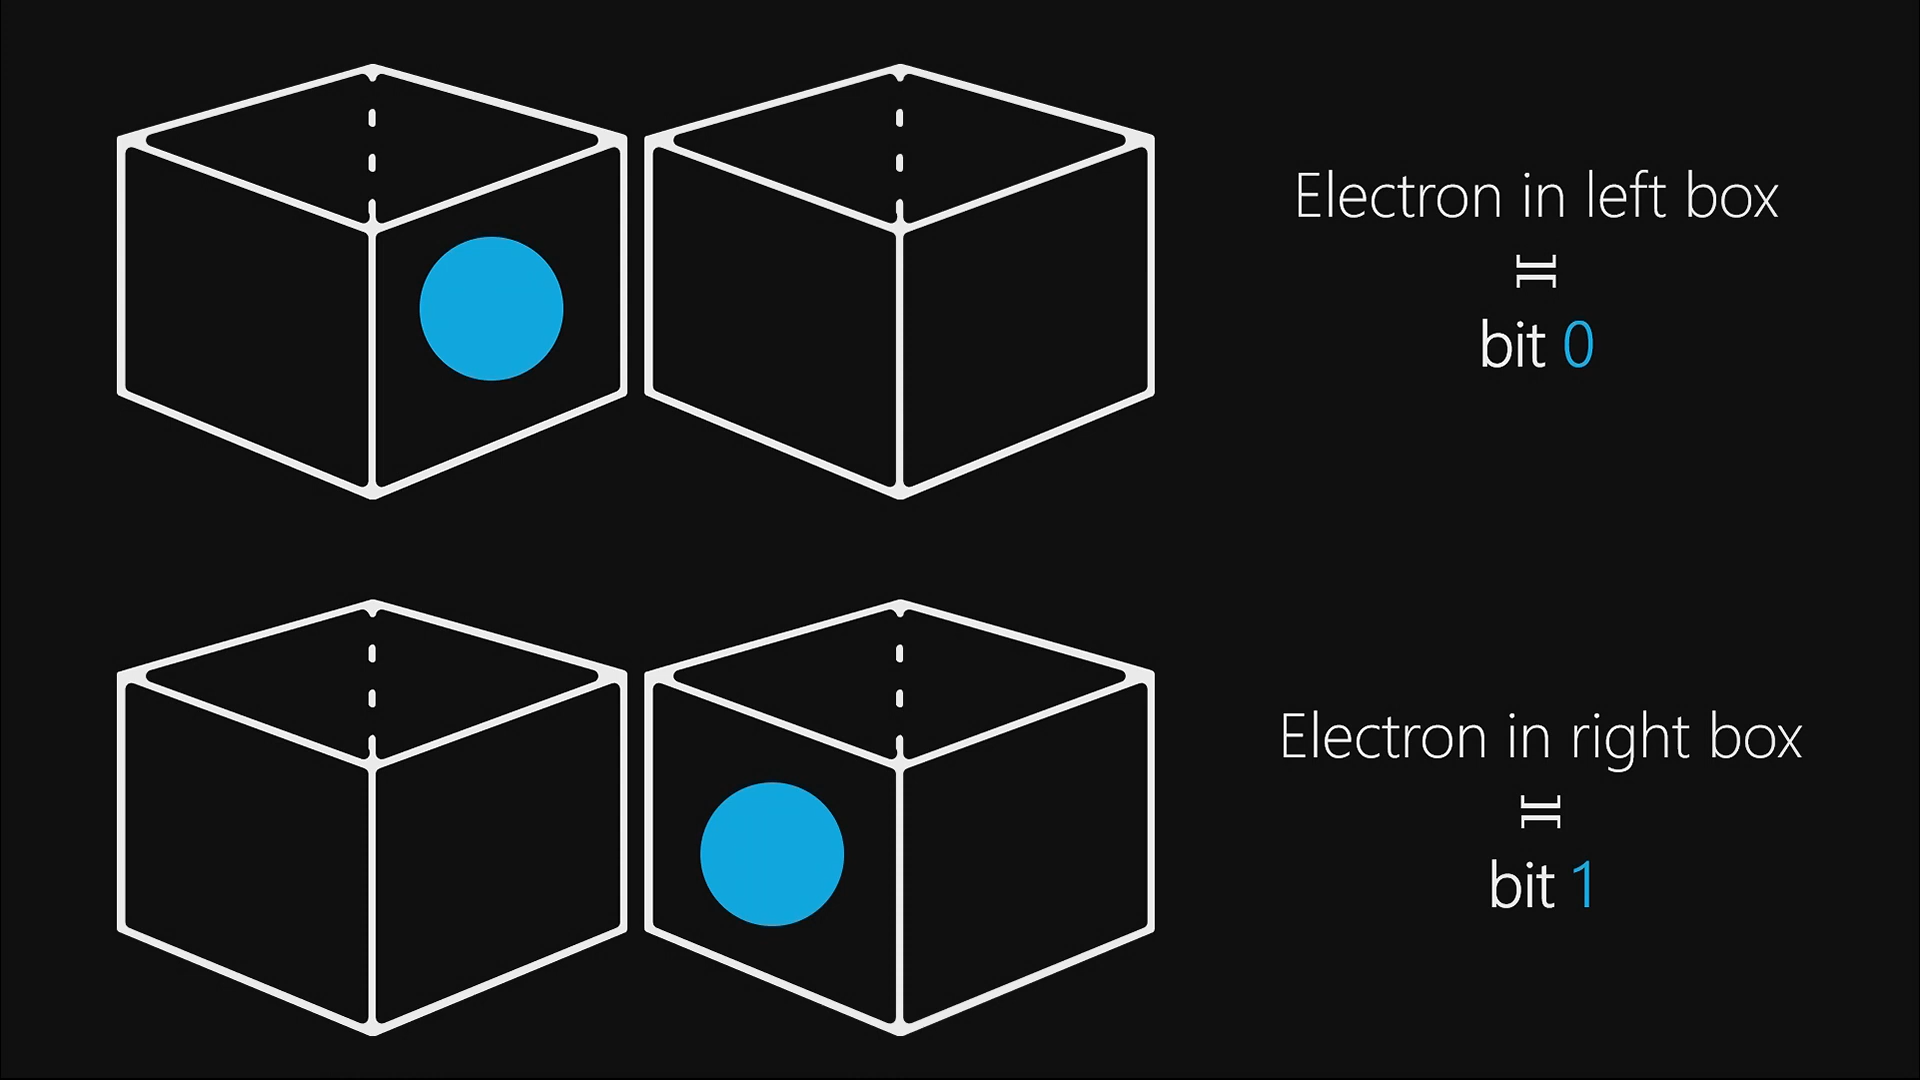 Electron in left box
=
bit 0
Electron in right box
=
bit 1